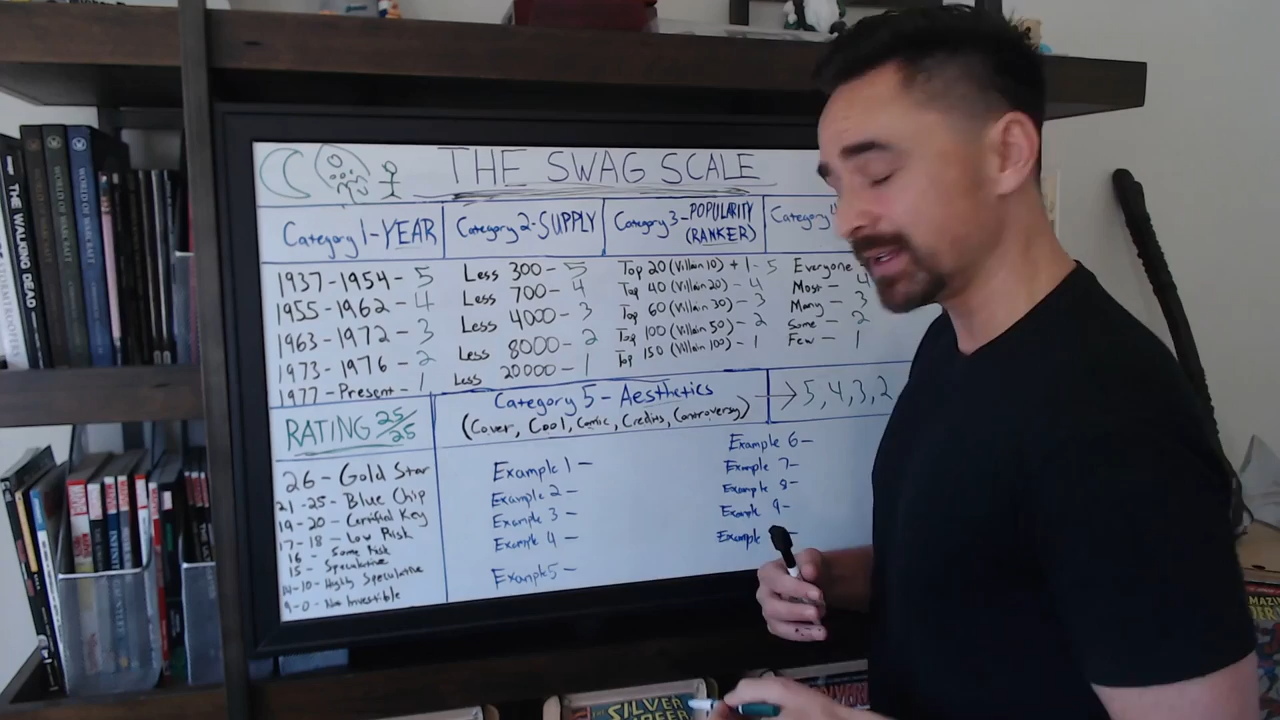 THE SWAG SCALE
Category 1-YEAR
1937-1954-5
1955-1962-4
1963-1972-3
1973-1976-2
1977-Present-1
Category 2-SUPPLY
Less 300-5
Less 700-4
Less 4000-3
Less 8000-2
Less 20000-1
Category 3-POPULARITY
(RANKER)
Top 20 (Villain 10) + 1-5
Top 40 (Villain 20) - 4
Top 60 (Villain 30) - 3
Top 100 (Villain 50) - 2
Top 150 (Villain 100) - 1
Category
Everyone
Most - 4
Many - 3
Some - 2
Few - 1
Category 5-Aesthetics
(Cover, Cool, Comic, Credits, Controversy)
→5,4,3,2
RATING 25/25
26-Gold Star
21-25-Blue Chip
19-20-Certified Key
17-18-Low Risk
16-Some Risk
15-Speculative
14-10-Highly Speculative
9-0-Non Investible
Example 1-
Example 2-
Example 3-
Example 4-
Example 5-
Example 6-
Example 7-
Example 8-
Example 9-
Example
THE WALKING DEAD
WORLD OF WARCRAFT
WORLD OF WARCRAFT
SILVER